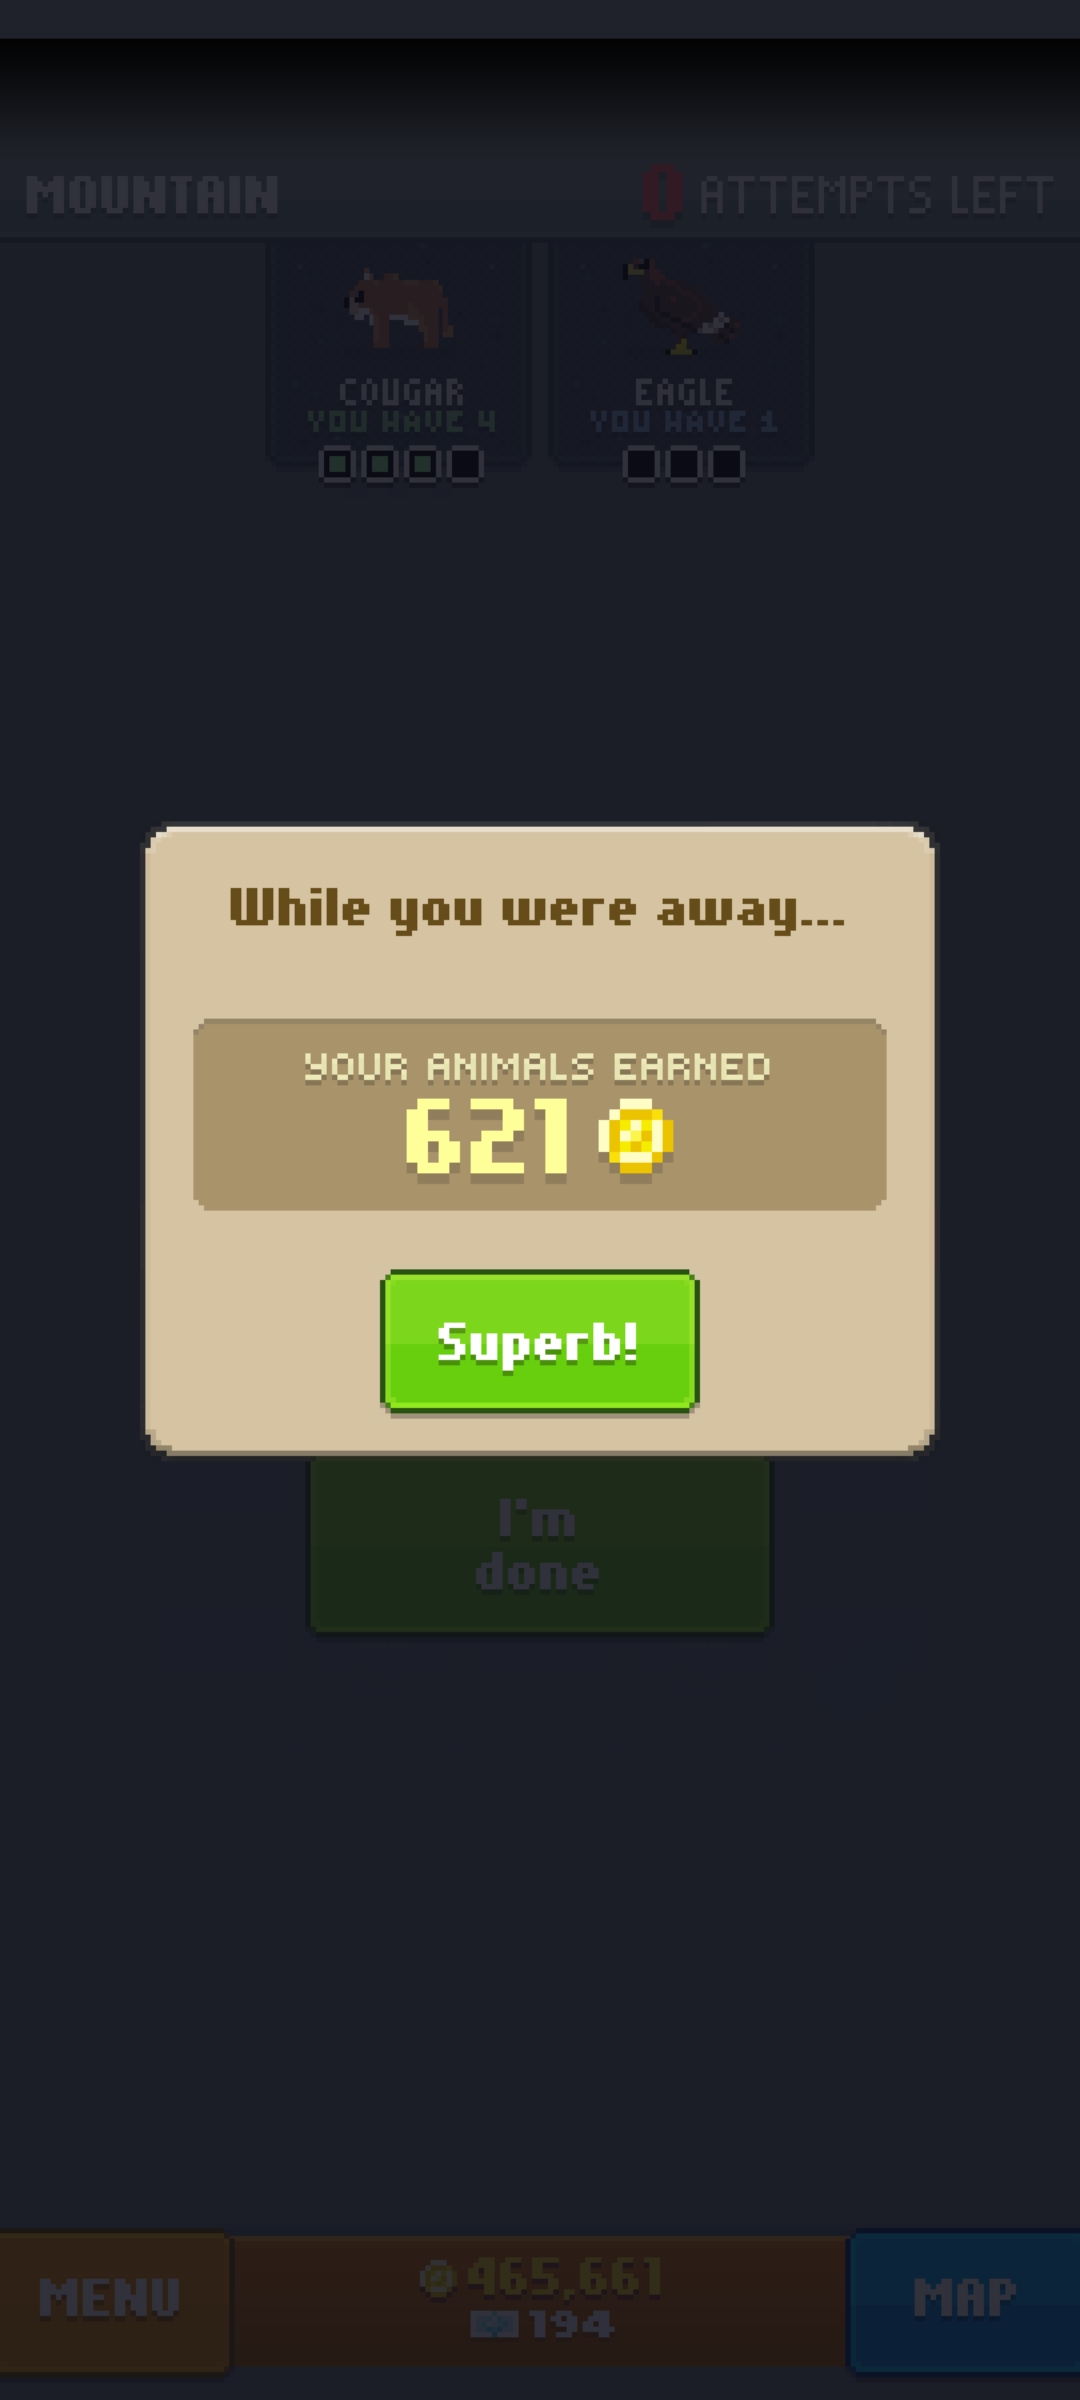 MOUNTAIN
0 ATTEMPTS LEFT
COUGAR
YOU HAVE 4
EAGLE
YOU HAVE 1
While you were away...
YOUR ANIMALS EARNED
621
Superb!
I'm
done
MENU
465,661
194
MAP